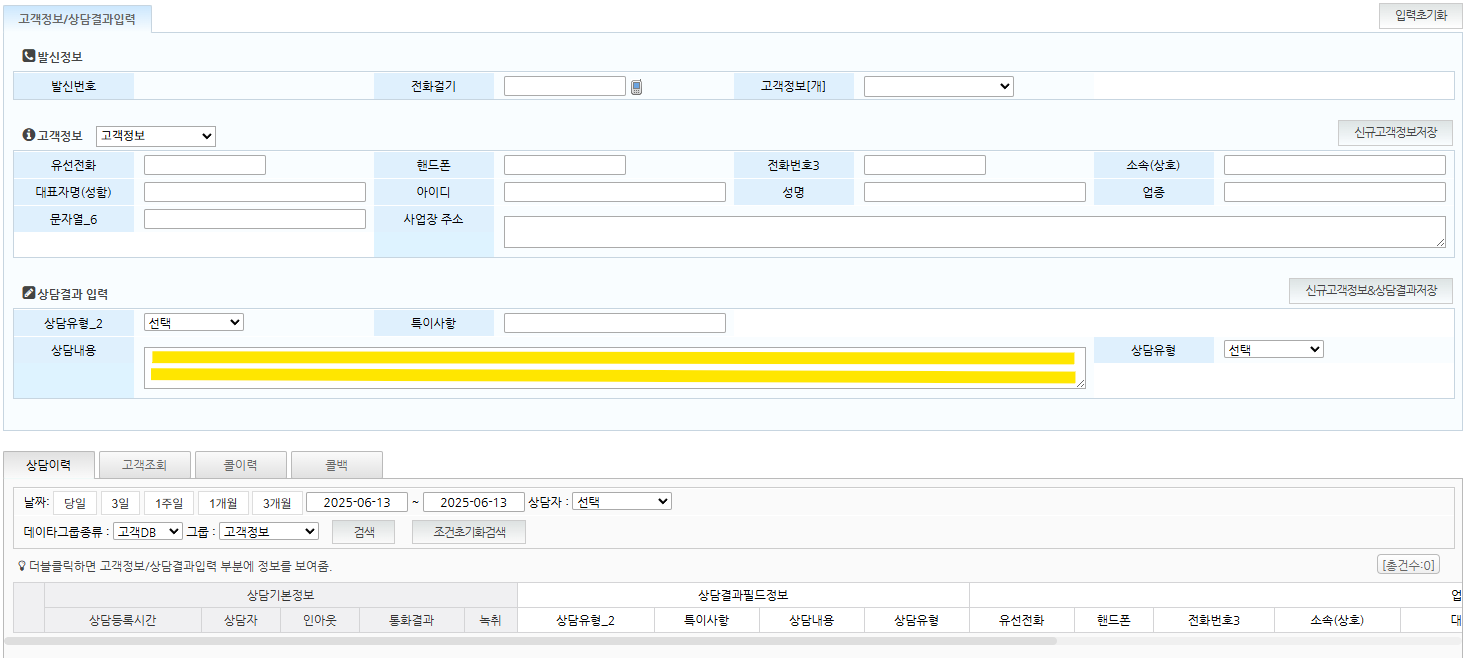 고객정보/상담결과입력 입력초기화
발신정보
발신번호 전화걸기 고객정보[개]
고객정보 고객정보 신규고객정보저장
유선전화 핸드폰 전화번호3 소속(상호)
대표자명(성함) 아이디 성명 업종
문자열_6 사업장 주소
상담결과 입력 신규고객정보&상담결과저장
상담유형_2 선택 특이사항
상담내용 상담유형 선택
상담이력 고객조회 콜이력 콜백
날짜: 당일 3일 1주일 1개월 3개월 2025-06-13 ~ 2025-06-13 상담자 : 선택
데이타그룹종류 : 고객DB 그룹 : 고객정보 검색 조건초기화검색
더블클릭하면 고객정보/상담결과입력 부분에 정보를 보여줌. [총건수:0]
상담기본정보 상담결과필드정보 업
상담등록시간 상담자 인아웃 통화결과 녹취 상담유형_2 특이사항 상담내용 상담유형 유선전화 핸드폰 전화번호3 소속(상호) 대